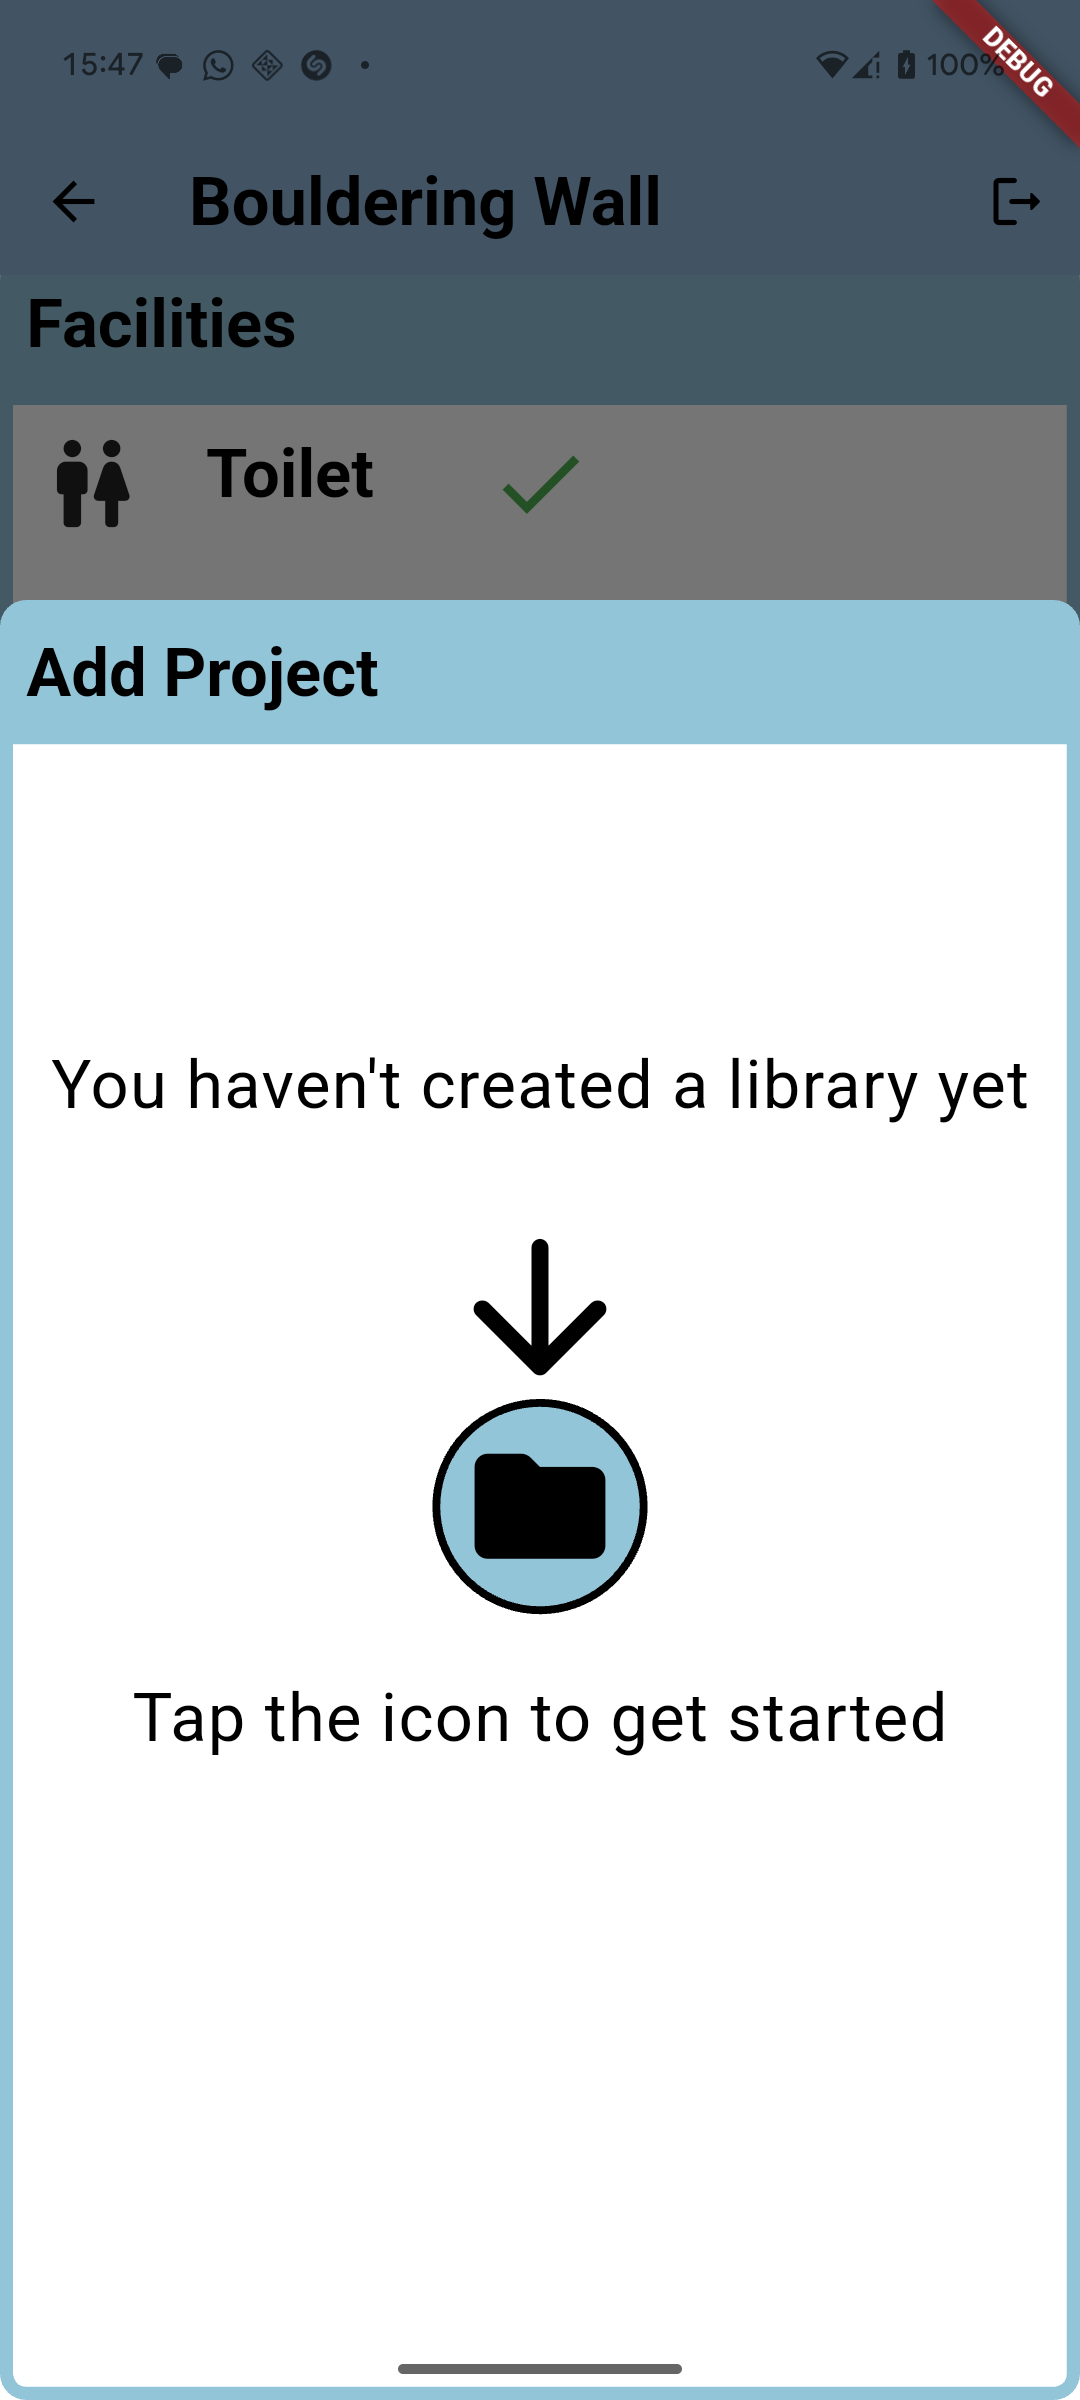 15:47
100%
DEBUG
Bouldering Wall
Facilities
Toilet
Add Project
You haven't created a library yet
Tap the icon to get started